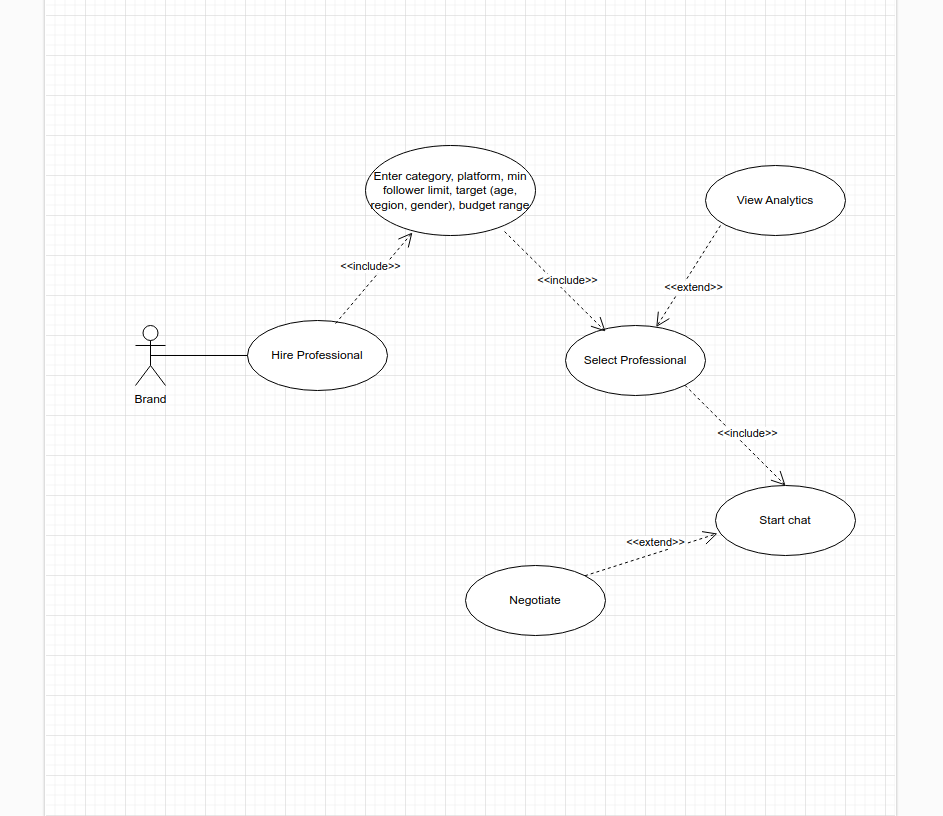 Enter category, platform, min
follower limit, target (age,
region, gender), budget range
View Analytics
<<include>>
<<include>>
<<extend>>
Hire Professional
Select Professional
Brand
<<include>>
Start chat
<<extend>>
Negotiate